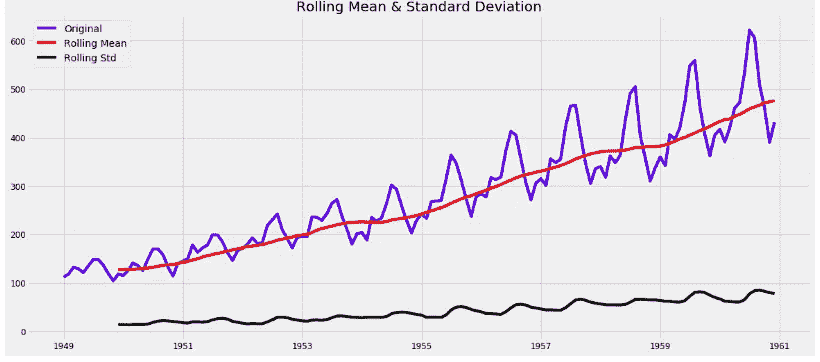 Rolling Mean & Standard Deviation
Original
Rolling Mean
Rolling Std
600
500
400
300
200
100
0
1949 1951 1953 1955 1957 1959 1961